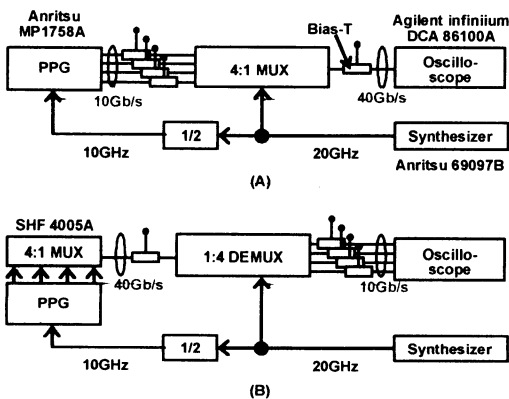 Anritsu
MP1758A
PPG
10Gb/s
4:1 MUX
Bias-T
40Gb/s
Agilent infiniium
DCA 86100A
Oscillo-
scope
1/2
10GHz
20GHz
Synthesizer
Anritsu 69097B
(A)
SHF 4005A
4:1 MUX
40Gb/s
1:4 DEMUX
10Gb/s
Oscillo-
scope
PPG
1/2
10GHz
20GHz
Synthesizer
(B)